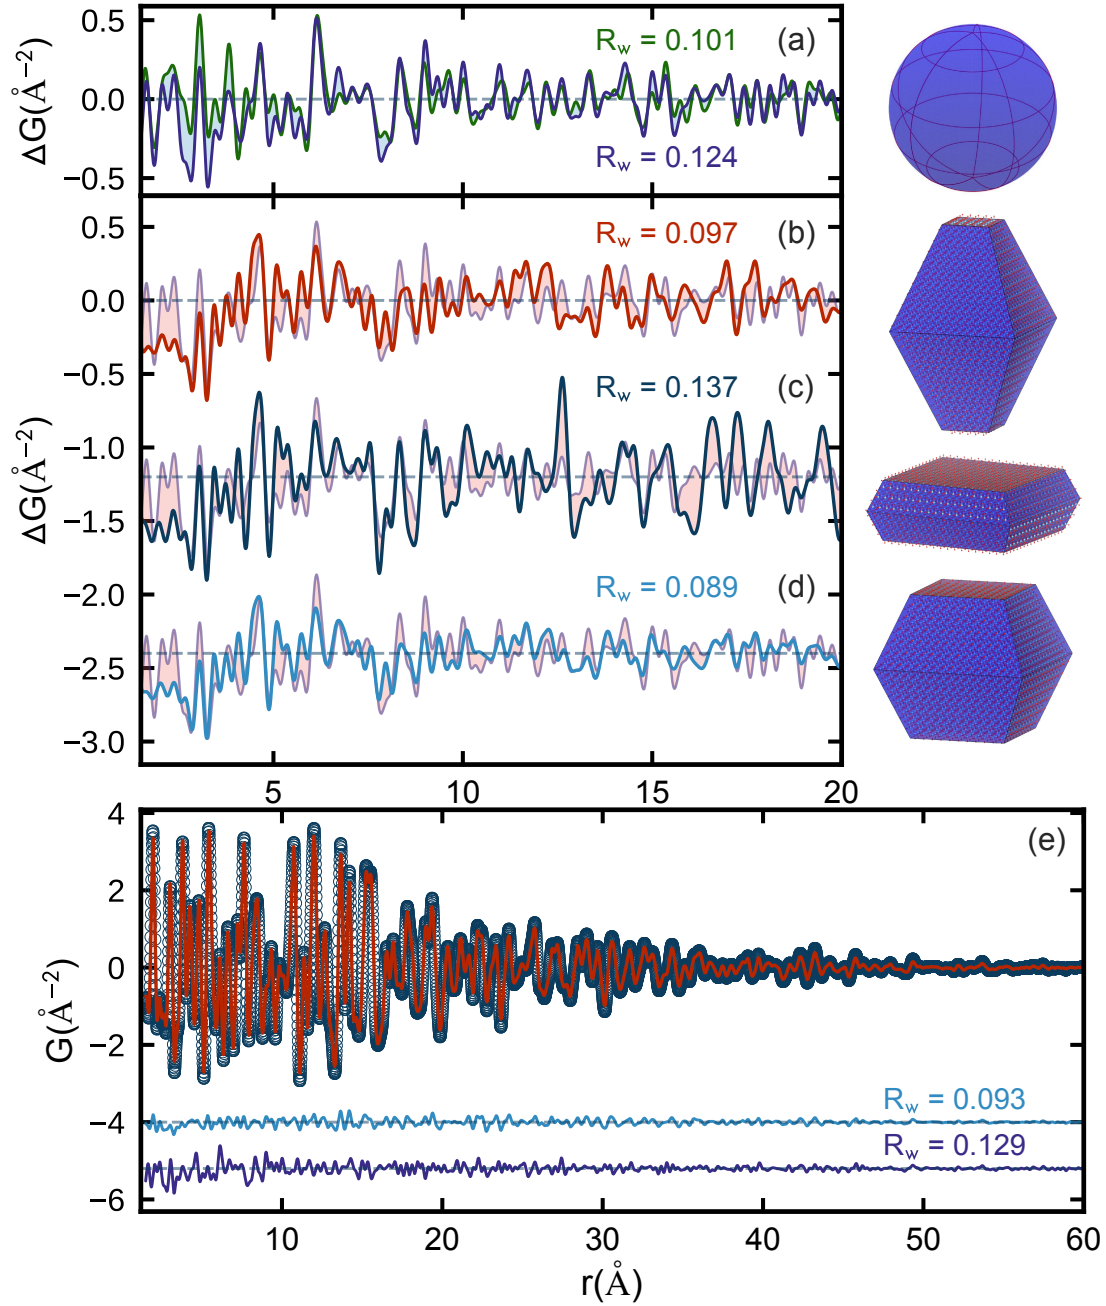 0.5
0.0
−0.5
ΔG(Å⁻²)
R_w = 0.101
(a)
R_w = 0.124
0.5
0.0
−0.5
−1.0
−1.5
−2.0
−2.5
−3.0
ΔG(Å⁻²)
R_w = 0.097
(b)
R_w = 0.137
(c)
R_w = 0.089
(d)
5
10
15
20
4
2
0
−2
−4
−6
G(Å⁻²)
(e)
R_w = 0.093
R_w = 0.129
10
20
30
40
50
60
r(Å)